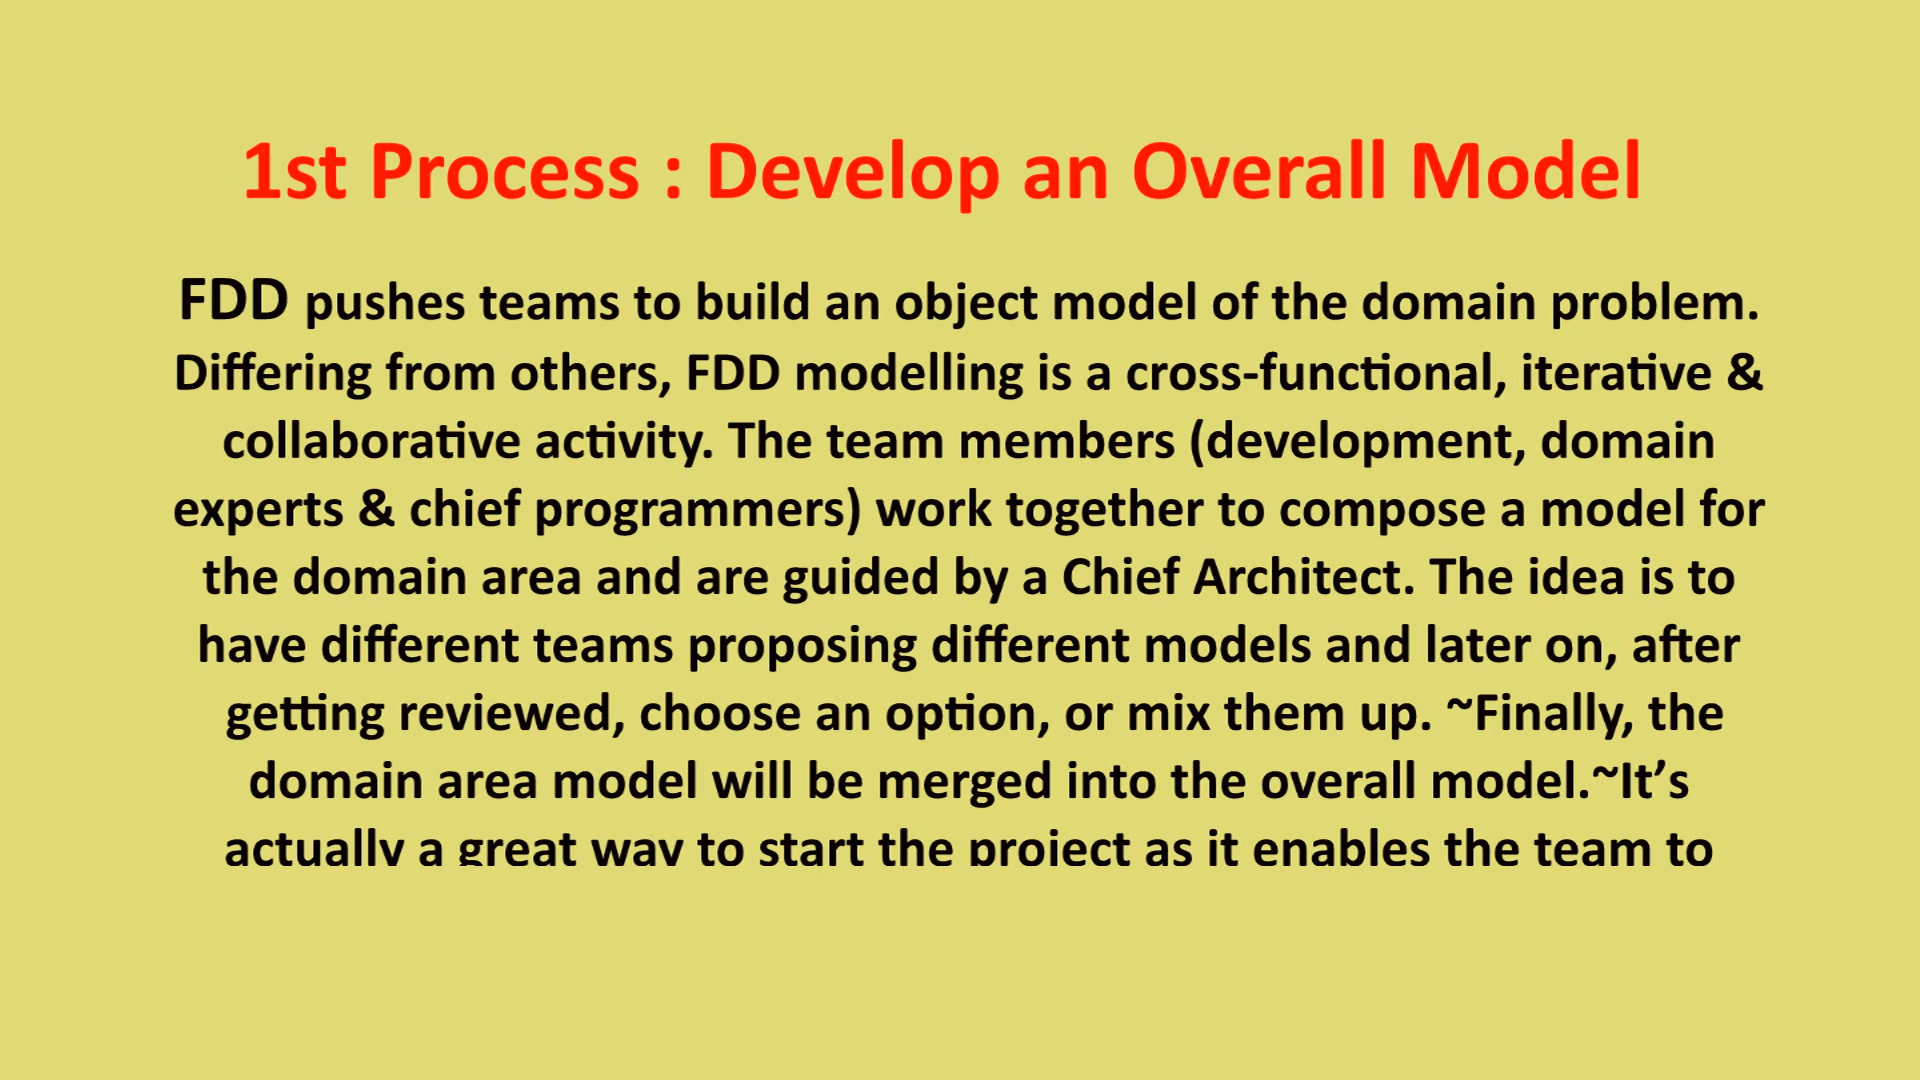 1st Process : Develop an Overall Model
FDD pushes teams to build an object model of the domain problem.
Differing from others, FDD modelling is a cross-functional, iterative &
collaborative activity. The team members (development, domain
experts & chief programmers) work together to compose a model for
the domain area and are guided by a Chief Architect. The idea is to
have different teams proposing different models and later on, after
getting reviewed, choose an option, or mix them up. ~Finally, the
domain area model will be merged into the overall model.~It’s
actually a great way to start the project as it enables the team to